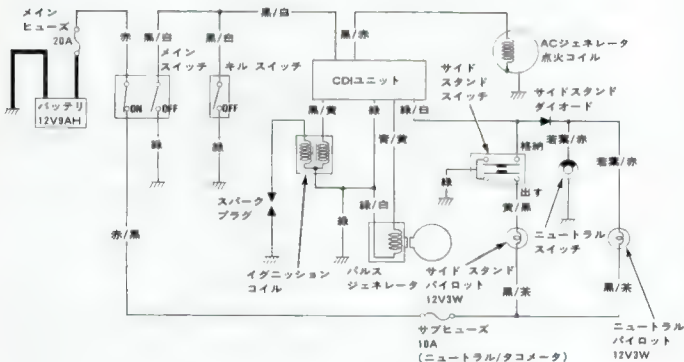 メイン
ヒューズ
20A
赤
黒/白
黒/白
メイン
スイッチ
キル スイッチ
黒/白
黒/赤
ACジェネレータ
点火コイル
バッテリ
12V9AH
ON
OFF
OFF
緑
緑
CDIユニット
黒/黄
緑
緑/白
青/黄
サイド
スタンド
スイッチ
サイドスタンド
ダイオード
格納
若葉/赤
若葉/赤
緑
出す
黄/黒
スパーク
プラグ
緑
緑/白
赤/黒
イグニッション
コイル
パルス
ジェネレータ
サイド スタンド
パイロット
12V3W
ニュートラル
スイッチ
黒/茶
黒/茶
サブヒューズ
10A
(ニュートラル/タコメータ)
ニュートラル
パイロット
12V3W